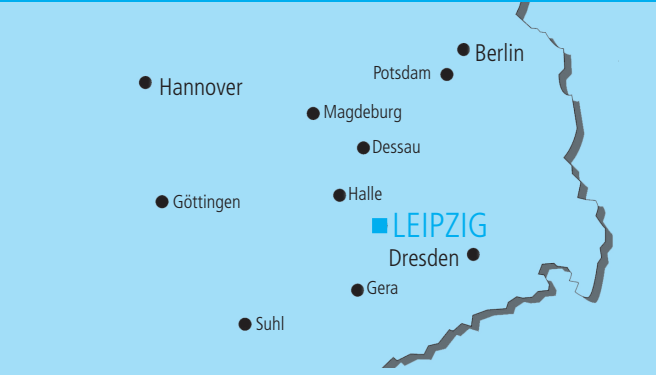 Berlin
Potsdam
Hannover
Magdeburg
Dessau
Halle
Göttingen
LEIPZIG
Dresden
Gera
Suhl